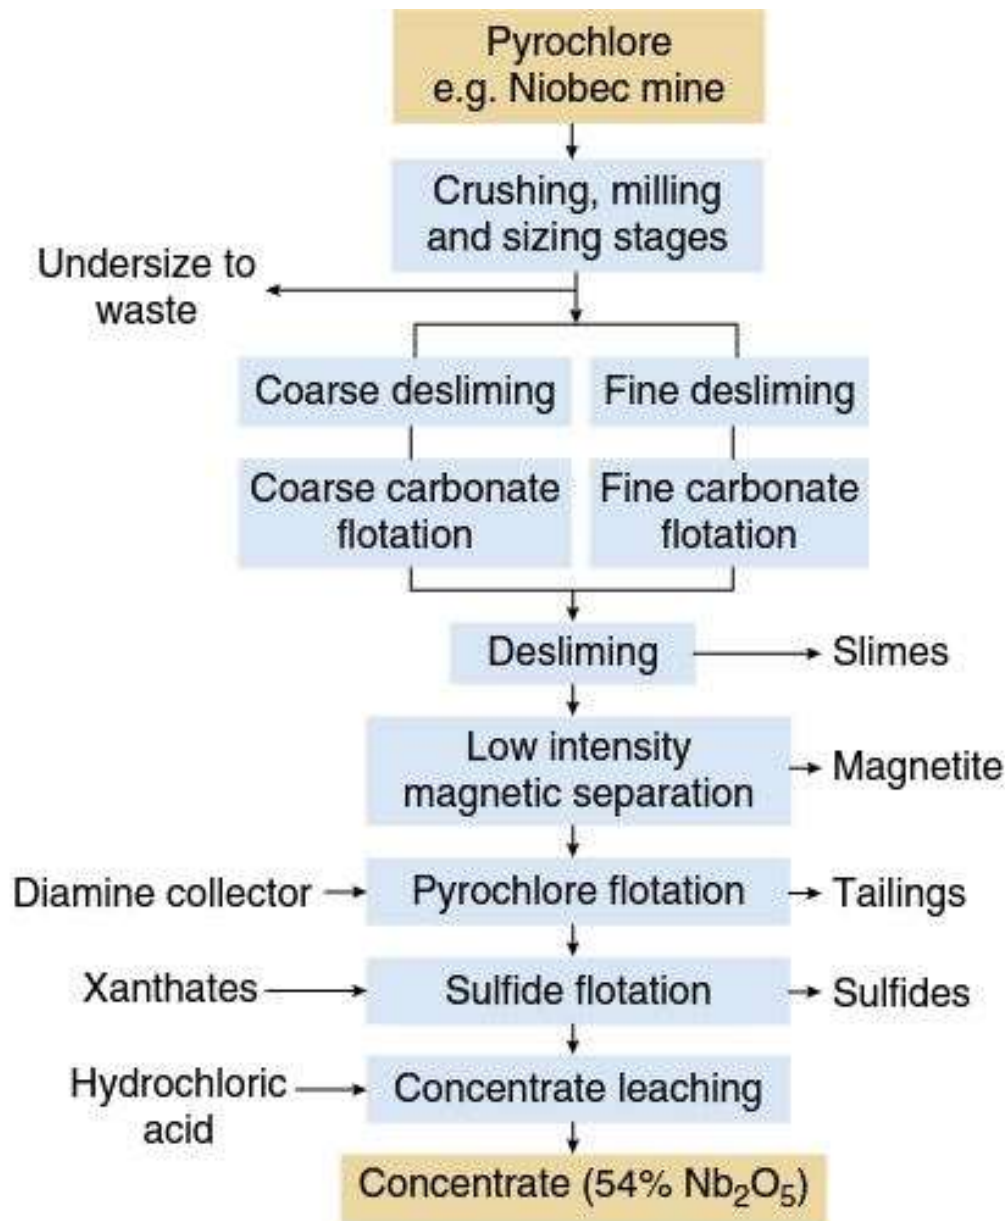 Pyrochlore
e.g. Niobec mine
Crushing, milling
and sizing stages
Undersize to
waste
Coarse desliming
Fine desliming
Coarse carbonate
flotation
Fine carbonate
flotation
Desliming
Slimes
Low intensity
magnetic separation
Magnetite
Diamine collector
Pyrochlore flotation
Tailings
Xanthates
Sulfide flotation
Sulfides
Hydrochloric
acid
Concentrate leaching
Concentrate (54% Nb₂O₅)